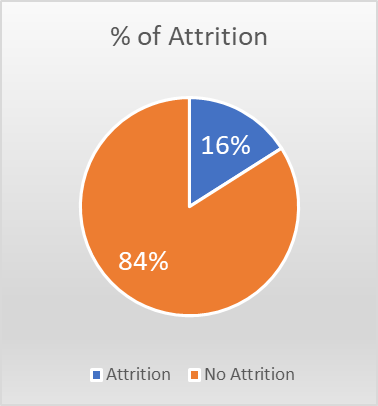 % of Attrition
16%
84%
Attrition No Attrition